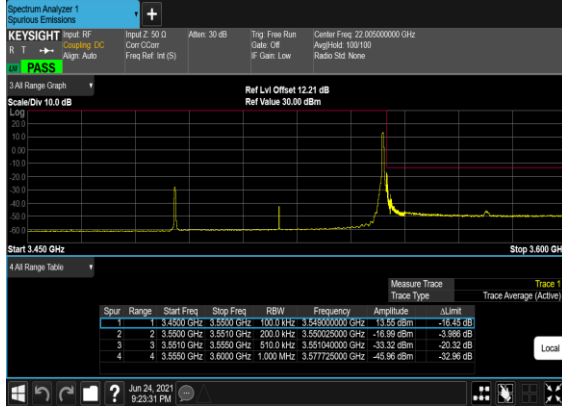 Spectrum Analyzer 1
Spurious Emissions
+
KEYSIGHT Input: RF Input Z: 50 Ω Atten: 30 dB Trig: Free Run Center Freq: 22.005000000 GHz
R T Coupling: DC Corr CCorr Gate: Off Avg|Hold: 100/100
Align: Auto Freq Ref: Int (S) IF Gain: Low Radio Std: None
PASS
3 All Range Graph
Ref Lvl Offset 12.21 dB
Scale/Div 10.0 dB Ref Value 30.00 dBm
Log
20.0
10.0
0.00
-10.0
-20.0
-30.0
-40.0
-50.0
-60.0
Start 3.450 GHz Stop 3.600 GH
4 All Range Table
Measure Trace Trace 1
Trace Type Trace Average (Active)
Spur Range Start Freq Stop Freq RBW Frequency Amplitude ΔLimit
1 1 3.4500 GHz 3.5500 GHz 100.0 kHz 3.549000000 GHz 13.55 dBm -16.45 dB
2 2 3.5500 GHz 3.5510 GHz 200.0 kHz 3.550025000 GHz -16.99 dBm -3.986 dB
3 3 3.5510 GHz 3.5550 GHz 510.0 kHz 3.551040000 GHz -33.32 dBm -20.32 dB
4 4 3.5550 GHz 3.6000 GHz 1.000 MHz 3.577725000 GHz -45.96 dBm -32.96 dB
Local
? Jun 24, 2021
9:23:31 PM